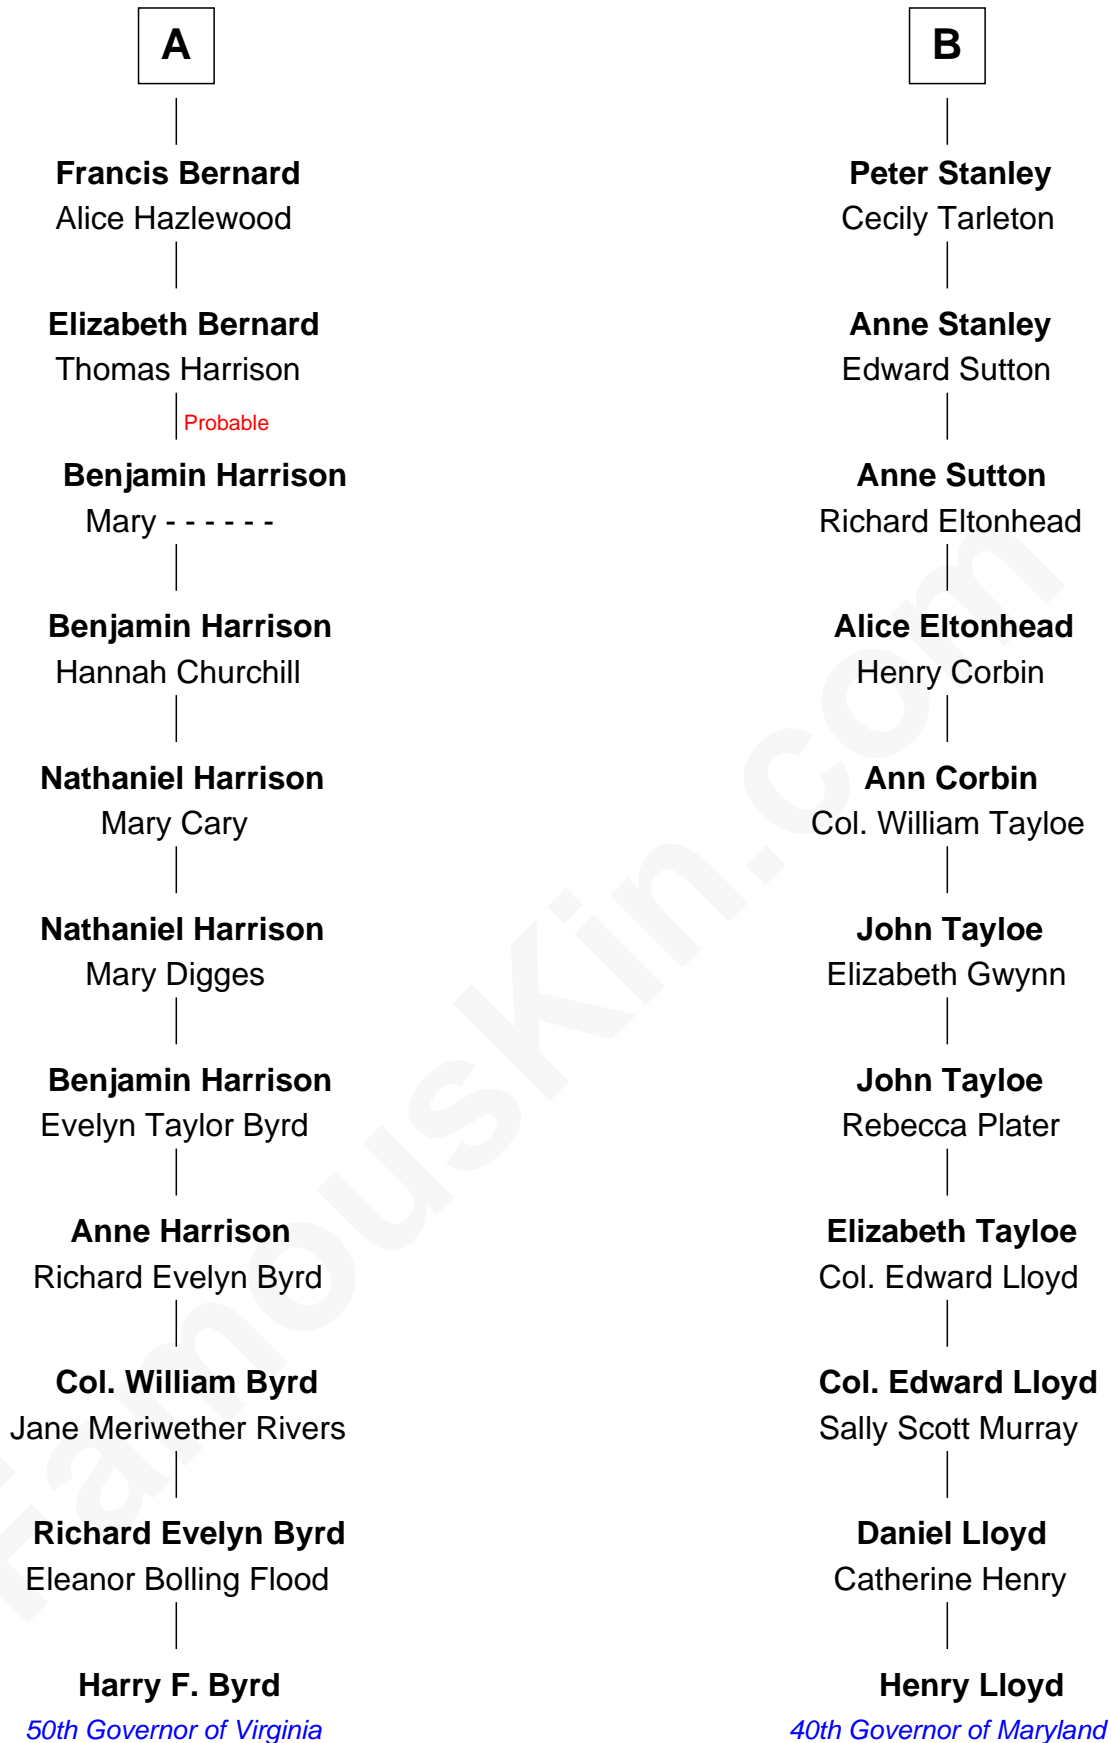 A
Francis Bernard
Alice Hazlewood
Elizabeth Bernard
Thomas Harrison
Probable
Benjamin Harrison
Mary - - - - - -
Benjamin Harrison
Hannah Churchill
Nathaniel Harrison
Mary Cary
Nathaniel Harrison
Mary Digges
Benjamin Harrison
Evelyn Taylor Byrd
Anne Harrison
Richard Evelyn Byrd
Col. William Byrd
Jane Meriwether Rivers
Richard Evelyn Byrd
Eleanor Bolling Flood
Harry F. Byrd
50th Governor of Virginia
B
Peter Stanley
Cecily Tarleton
Anne Stanley
Edward Sutton
Anne Sutton
Richard Eltonhead
Alice Eltonhead
Henry Corbin
Ann Corbin
Col. William Tayloe
John Tayloe
Elizabeth Gwynn
John Tayloe
Rebecca Plater
Elizabeth Tayloe
Col. Edward Lloyd
Col. Edward Lloyd
Sally Scott Murray
Daniel Lloyd
Catherine Henry
Henry Lloyd
40th Governor of Maryland
FamousKin.com